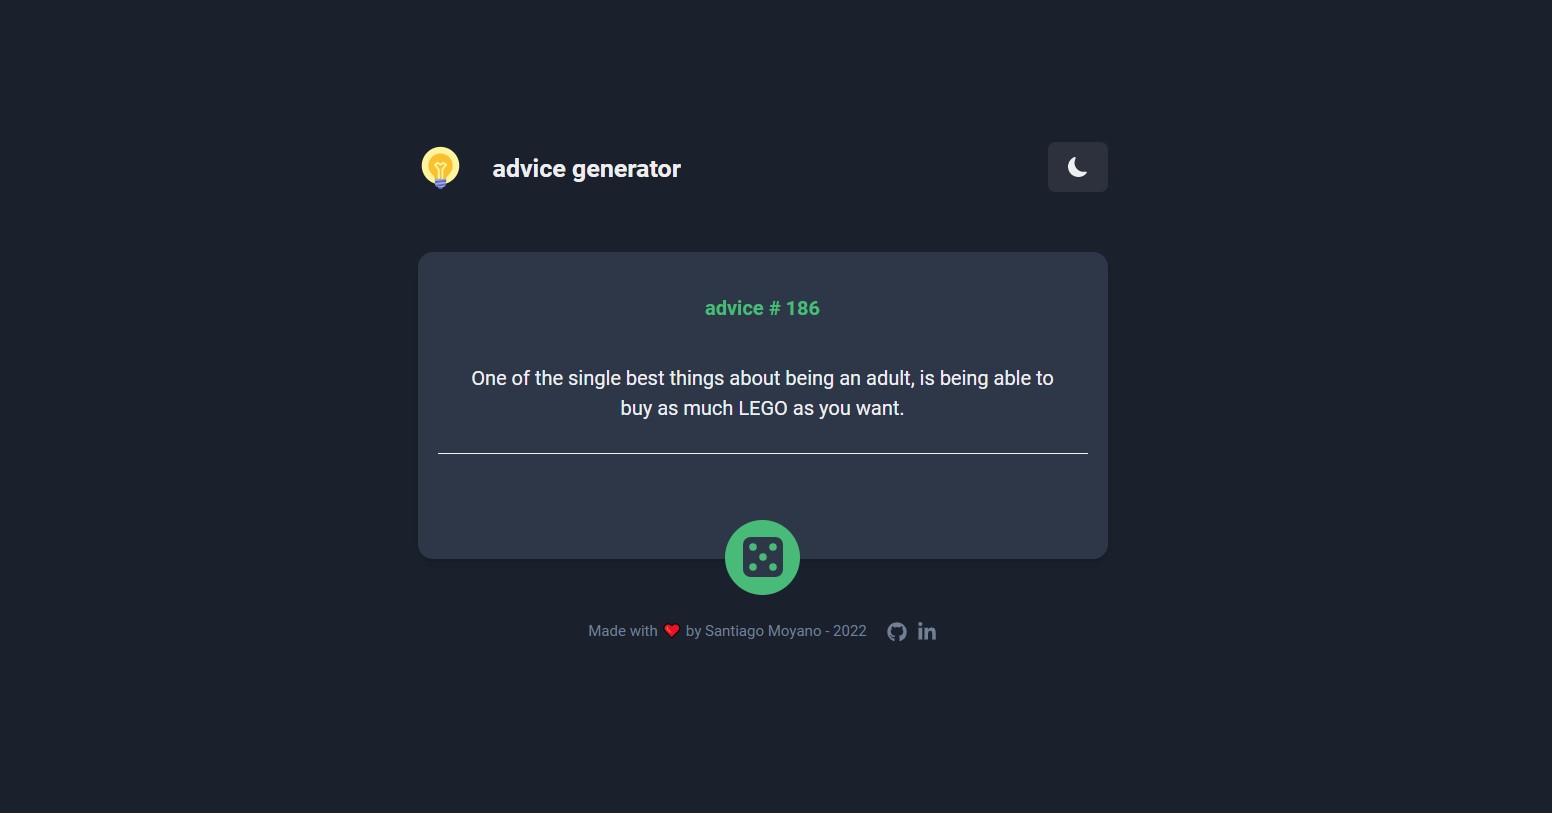 advice generator
advice # 186
One of the single best things about being an adult, is being able to
buy as much LEGO as you want.
Made with ❤️ by Santiago Moyano - 2022